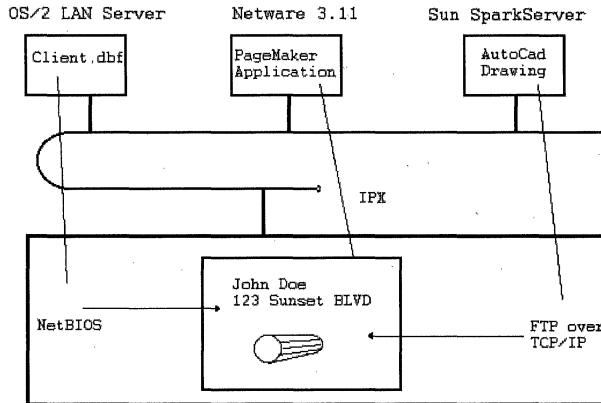 OS/2 LAN Server
Netware 3.11
Sun SparkServer
Client.dbf
PageMaker
Application
AutoCad
Drawing
IPX
John Doe
123 Sunset BLVD
NetBIOS
FTP over
TCP/IP